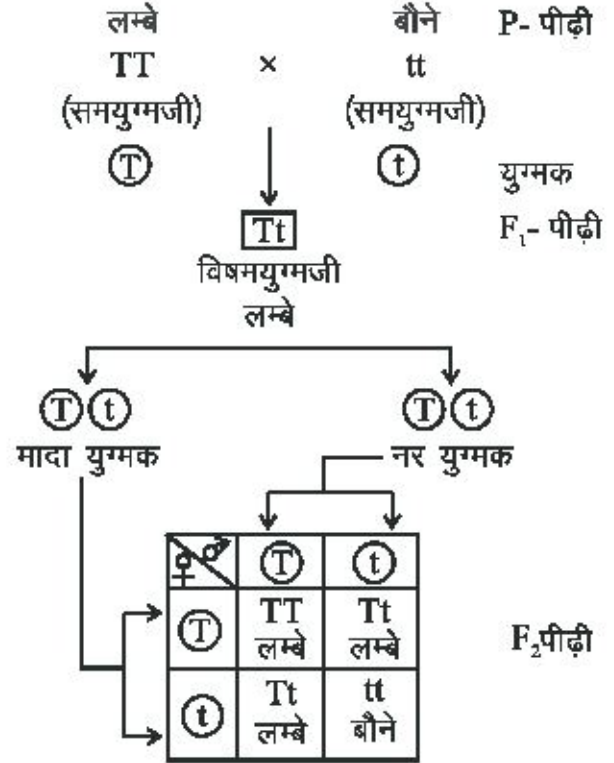 लम्बे बौने P- पीढ़ी
TT × tt
(समयुग्मजी) (समयुग्मजी)
T t युग्मक
Tt F₁- पीढ़ी
विषमयुग्मजी
लम्बे
T t T t
मादा युग्मक नर युग्मक
♀ ♂ T t
T TT Tt
लम्बे लम्बे F₂पीढ़ी
t Tt tt
लम्बे बौने